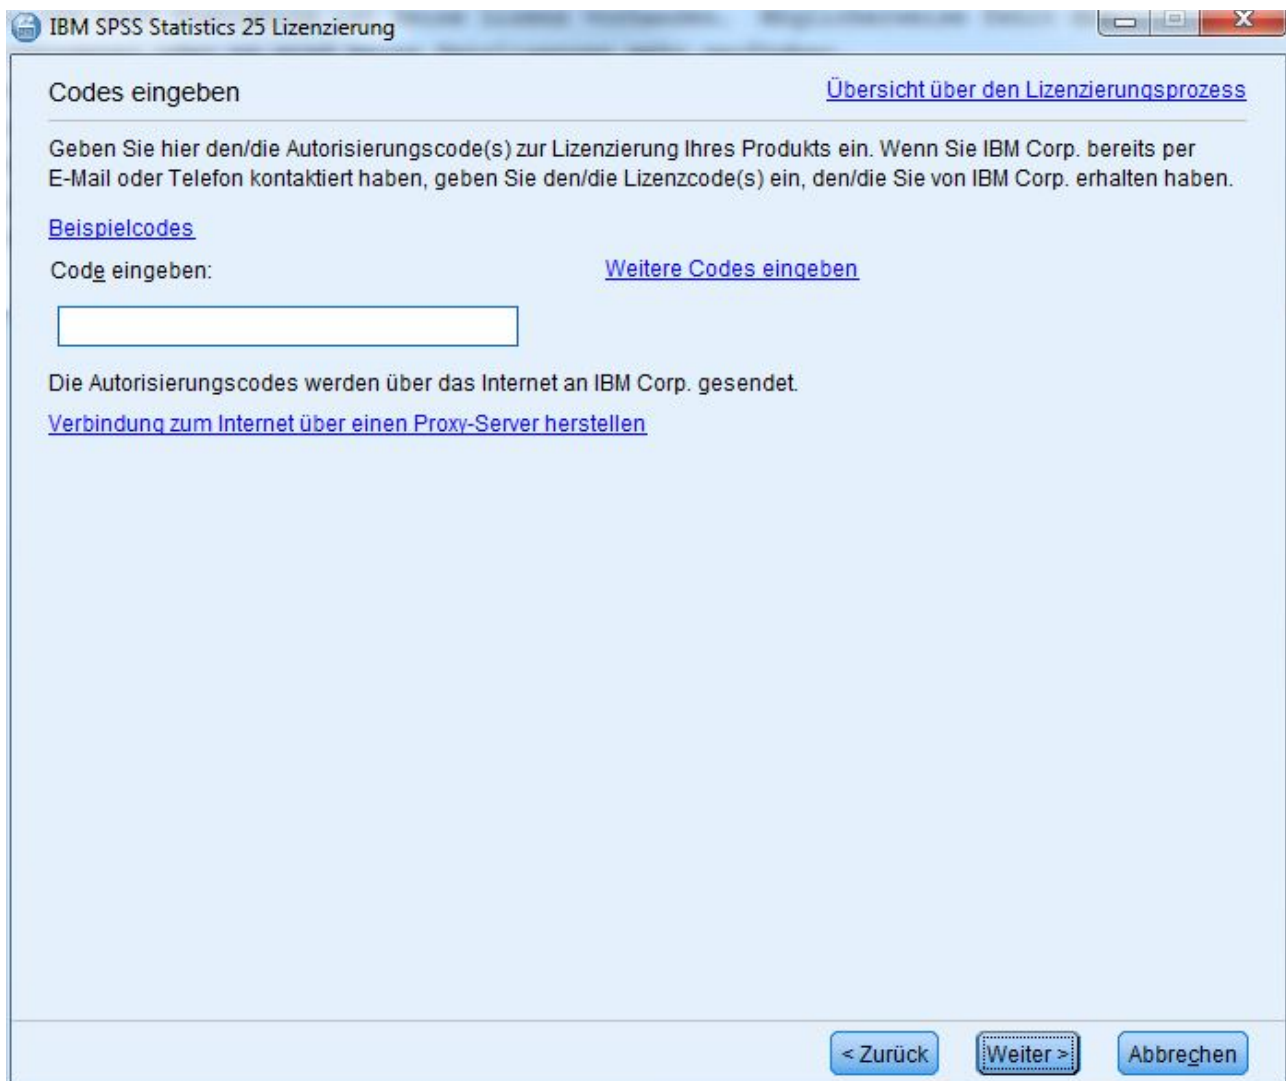 IBM SPSS Statistics 25 Lizenzierung
Codes eingeben
Übersicht über den Lizenzierungsprozess
Geben Sie hier den/die Autorisierungscode(s) zur Lizenzierung Ihres Produkts ein. Wenn Sie IBM Corp. bereits per
E-Mail oder Telefon kontaktiert haben, geben Sie den/die Lizenzcode(s) ein, den/die Sie von IBM Corp. erhalten haben.
Beispielcodes
Code eingeben:
Weitere Codes eingeben
Die Autorisierungscodes werden über das Internet an IBM Corp. gesendet.
Verbindung zum Internet über einen Proxy-Server herstellen
< Zurück
Weiter >
Abbrechen